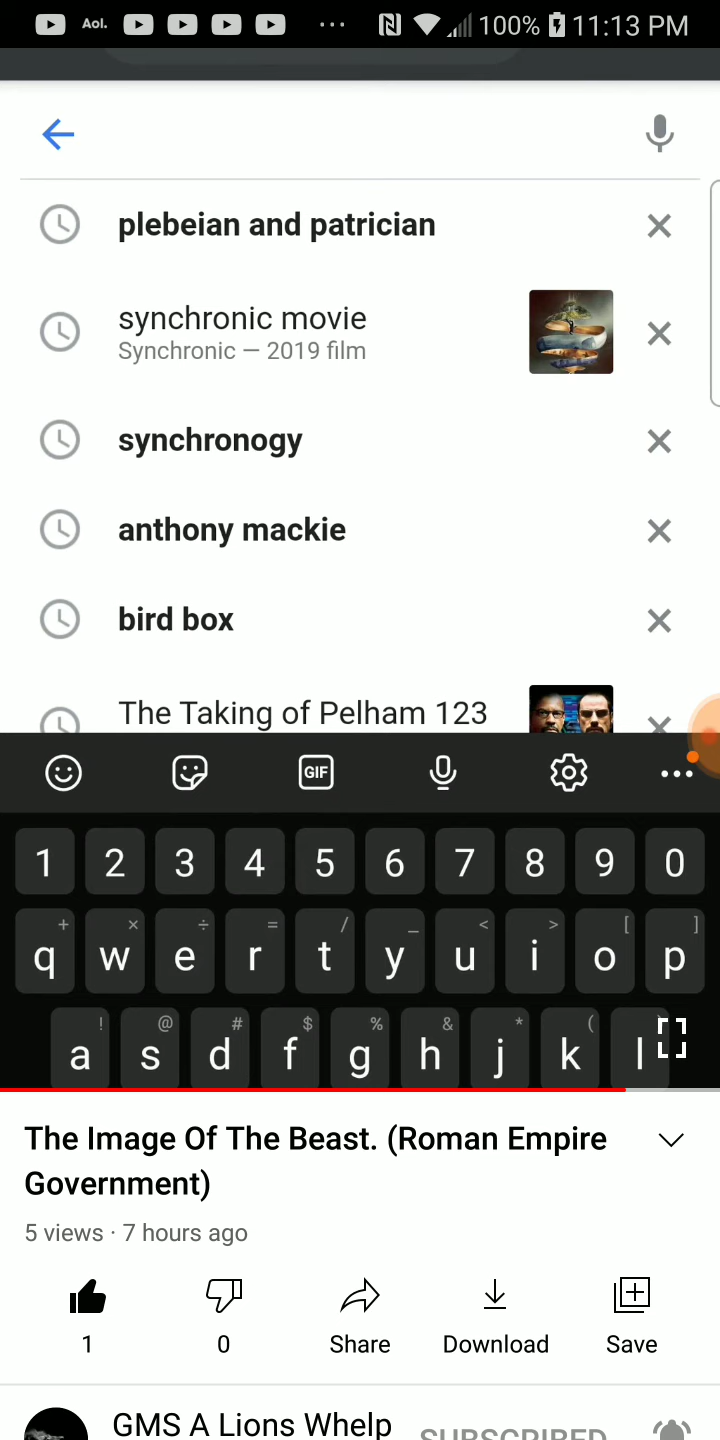 Aol. ... 100% 11:13 PM
plebeian and patrician
synchronic movie
Synchronic — 2019 film
synchronogy
anthony mackie
bird box
The Taking of Pelham 123
GIF
1 2 3 4 5 6 7 8 9 0
+ × ÷ = / _ < > [ ]
q w e r t y u i o p
! @ # $ % & * (
a s d f g h j k l
The Image Of The Beast. (Roman Empire
Government)
5 views · 7 hours ago
1 0 Share Download Save
GMS A Lions Whelp SUBSCRIBED